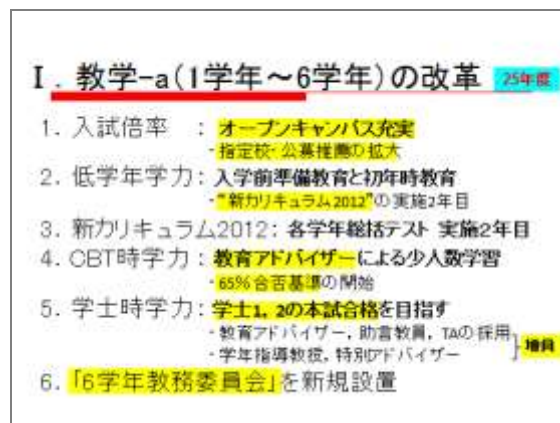 Ⅰ. 教学-a(1学年～6学年)の改革 25年度
1. 入試倍率 : オープンキャンパス充実
・指定校・公募推薦の拡大
2. 低学年学力: 入学前準備教育と初年時教育
・"新カリキュラム2012"の実施2年目
3. 新カリキュラム2012: 各学年総括テスト 実施2年目
4. CBT時学力: 教育アドバイザーによる少人数学習
・65%合否基準の開始
5. 学士時学力: 学士1, 2の本試合格を目指す
・教育アドバイザー, 助言教員, TAの採用
・学年指導教授, 特別アドバイザー
増員
6. 「6学年教務委員会」を新規設置